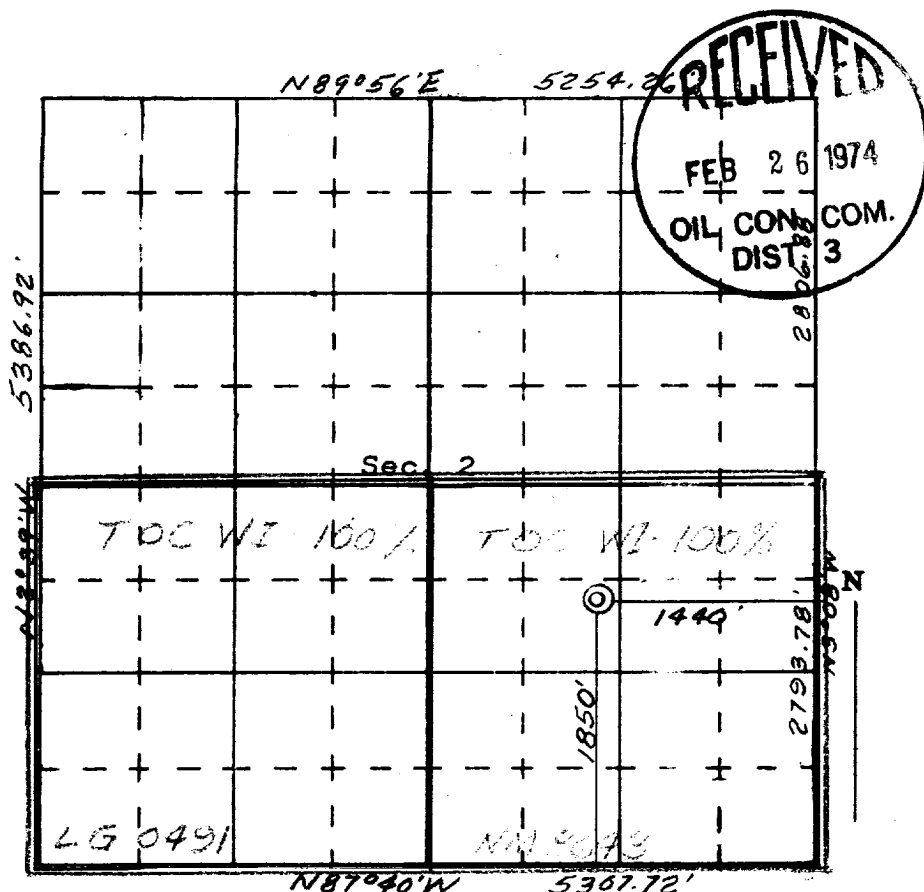 N89°56'E 5254.26'
RECEIVED
FEB 26 1974
OIL CON. COM.
DIST. 3
5386.92'
Sec. 2
TOC WI 100% TOC WI 100%
N
1440'
2793.78'
1850'
LG 0491
N87°40'W 5367.72'